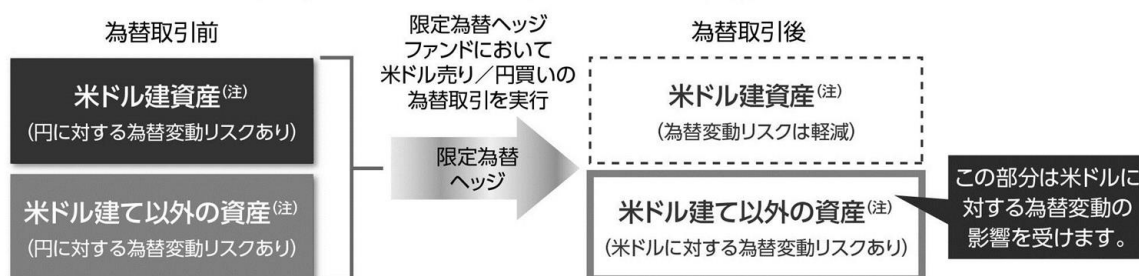 為替取引前
米ドル建資産(注)
(円に対する為替変動リスクあり)
米ドル建て以外の資産(注)
(円に対する為替変動リスクあり)
限定為替ヘッジ
ファンドにおいて
米ドル売り／円買いの
為替取引を実行
限定為替
ヘッジ
為替取引後
米ドル建資産(注)
(為替変動リスクは軽減)
米ドル建て以外の資産(注)
(米ドルに対する為替変動リスクあり)
この部分は米ドルに
対する為替変動の
影響を受けます。